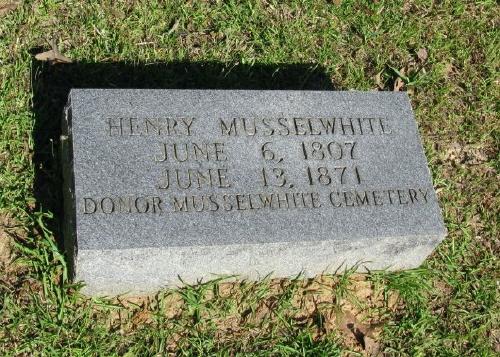 HENRY MUSSELWHITE
JUNE 6, 1807
JUNE 13, 1871
DONOR MUSSELWHITE CEMETERY